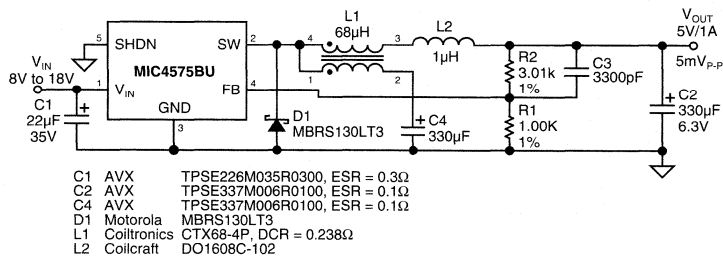 L1
68µH
L2
1µH
4
3
1
2
5
SHDN
SW
2
MIC4575BU
1
VIN
FB
4
GND
3
VIN
8V to 18V
C1
22µF
35V
+
D1
MBRS130LT3
C4
330µF
+
R2
3.01k
1%
R1
1.00K
1%
C3
3300pF
VOUT
5V/1A
5mVP-P
C2
330µF
6.3V
+
C1 AVX TPSE226M035R0300, ESR = 0.3Ω
C2 AVX TPSE337M006R0100, ESR = 0.1Ω
C4 AVX TPSE337M006R0100, ESR = 0.1Ω
D1 Motorola MBRS130LT3
L1 Coiltronics CTX68-4P, DCR = 0.238Ω
L2 Coilcraft DO1608C-102